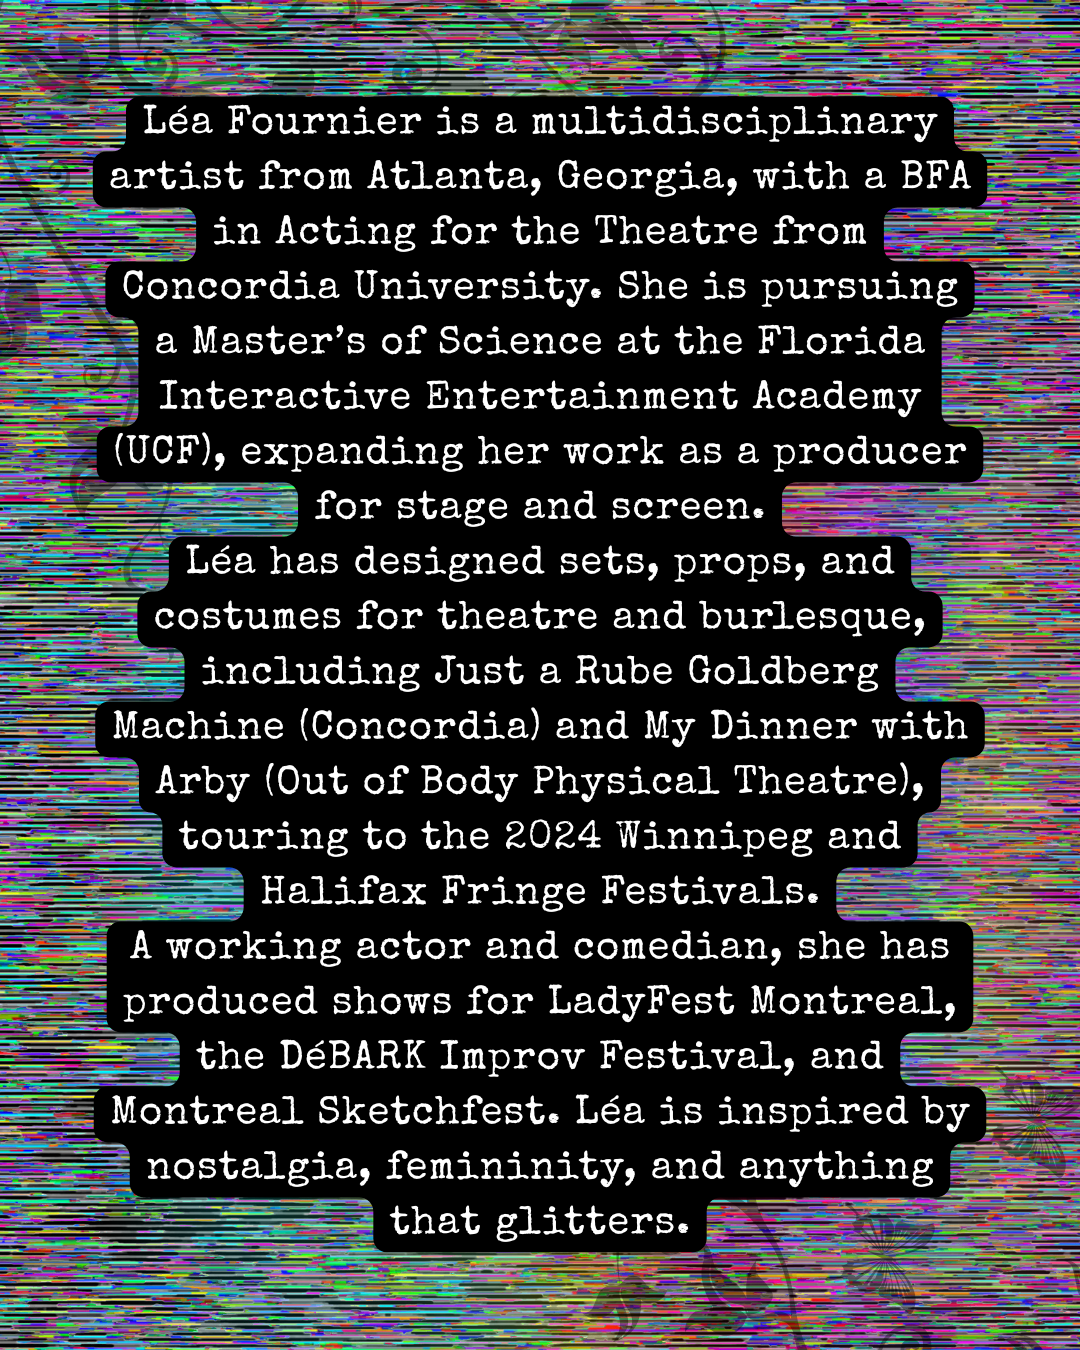 Léa Fournier is a multidisciplinary
artist from Atlanta, Georgia, with a BFA
in Acting for the Theatre from
Concordia University. She is pursuing
a Master’s of Science at the Florida
Interactive Entertainment Academy
(UCF), expanding her work as a producer
for stage and screen.
Léa has designed sets, props, and
costumes for theatre and burlesque,
including Just a Rube Goldberg
Machine (Concordia) and My Dinner with
Arby (Out of Body Physical Theatre),
touring to the 2024 Winnipeg and
Halifax Fringe Festivals.
A working actor and comedian, she has
produced shows for LadyFest Montreal,
the DéBARK Improv Festival, and
Montreal Sketchfest. Léa is inspired by
nostalgia, femininity, and anything
that glitters.